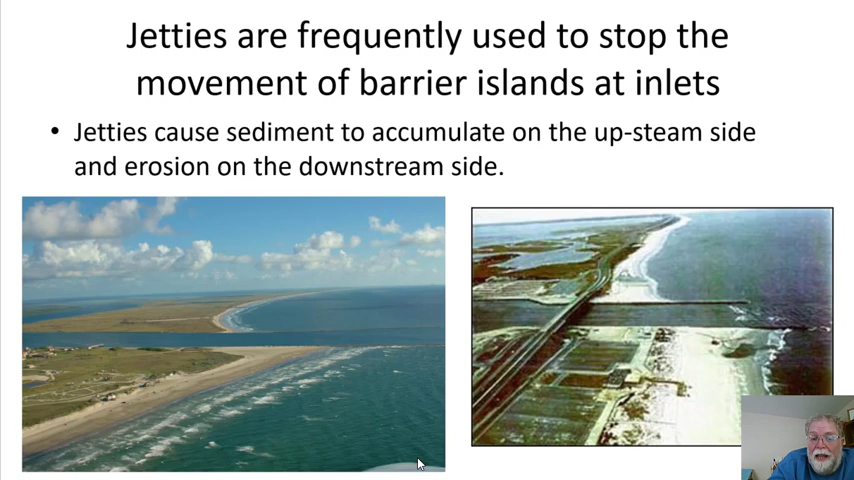 Jetties are frequently used to stop the
movement of barrier islands at inlets
• Jetties cause sediment to accumulate on the up-steam side
and erosion on the downstream side.